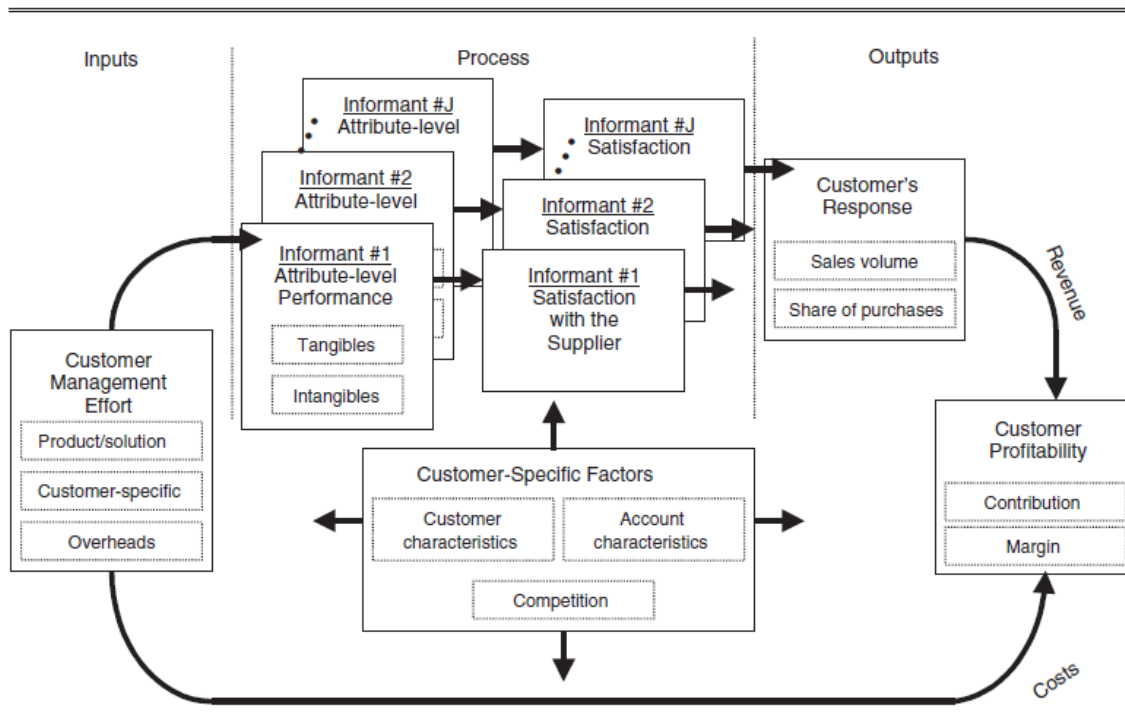 Inputs
Process
Outputs
Informant #J
Attribute-level
Informant #J
Satisfaction
Informant #2
Attribute-level
Informant #2
Satisfaction
Informant #1
Attribute-level
Performance
Tangibles
Intangibles
Informant #1
Satisfaction
with the
Supplier
Customer's
Response
Sales volume
Share of purchases
Revenue
Customer
Management
Effort
Product/solution
Customer-specific
Overheads
Customer-Specific Factors
Customer
characteristics
Account
characteristics
Competition
Customer
Profitability
Contribution
Margin
Costs